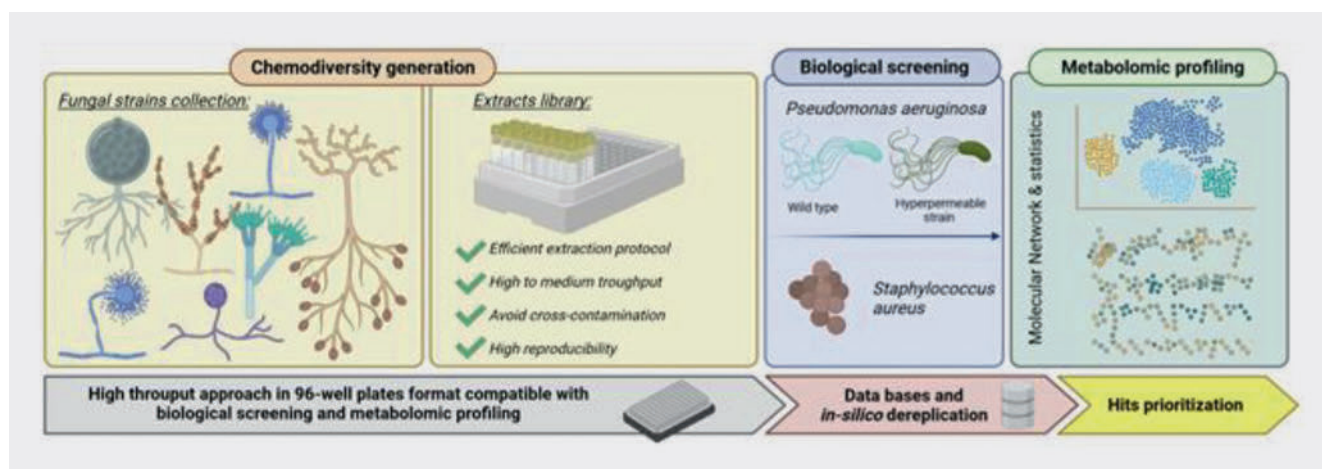 Chemodiversity generation
Fungal strains collection:
Extracts library:
Efficient extraction protocol
High to medium troughput
Avoid cross-contamination
High reproducibility
Biological screening
Pseudomonas aeruginosa
Wild type
Hyperpermeable
strain
Staphylococcus
aureus
Metabolomic profiling
Molecular Network & statistics
High throuput approach in 96-well plates format compatible with
biological screening and metabolomic profiling
Data bases and
in-silico dereplication
Hits prioritization